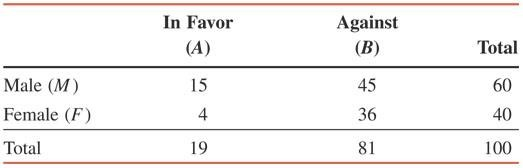 In Favor Against
(A) (B) Total
Male (M) 15 45 60
Female (F) 4 36 40
Total 19 81 100